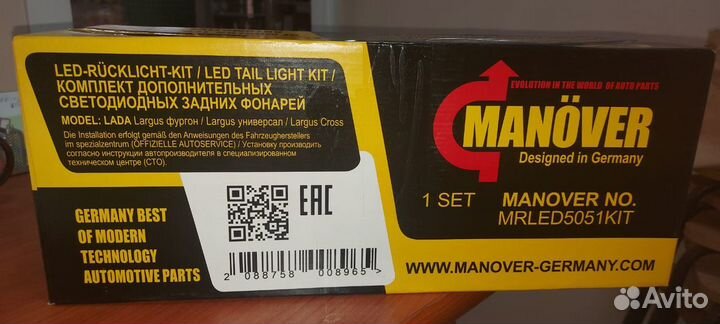 LED-RÜCKLICHT-KIT / LED TAIL LIGHT KIT /
КОМПЛЕКТ ДОПОЛНИТЕЛЬНЫХ
СВЕТОДИОДНЫХ ЗАДНИХ ФОНАРЕЙ
MODEL: LADA Largus фургон / Largus универсал / Largus Cross
Die Installation erfolgt gemäß den Anweisungen des Fahrzeugherstellers
im spezialzentrum (OFFIZIELLE AUTOSERVICE) / Установку производить
согласно инструкции автопроизводителя в специализированном
техническом центре (СТО).
GERMANY BEST
OF MODERN
TECHNOLOGY
AUTOMOTIVE PARTS
EAC
2 088758 008965 >
EVOLUTION IN THE WORLD OF AUTO PARTS
MANÖVER
Designed in Germany
1 SET MANOVER NO.
MRLED5051KIT
WWW.MANOVER-GERMANY.COM
Avito